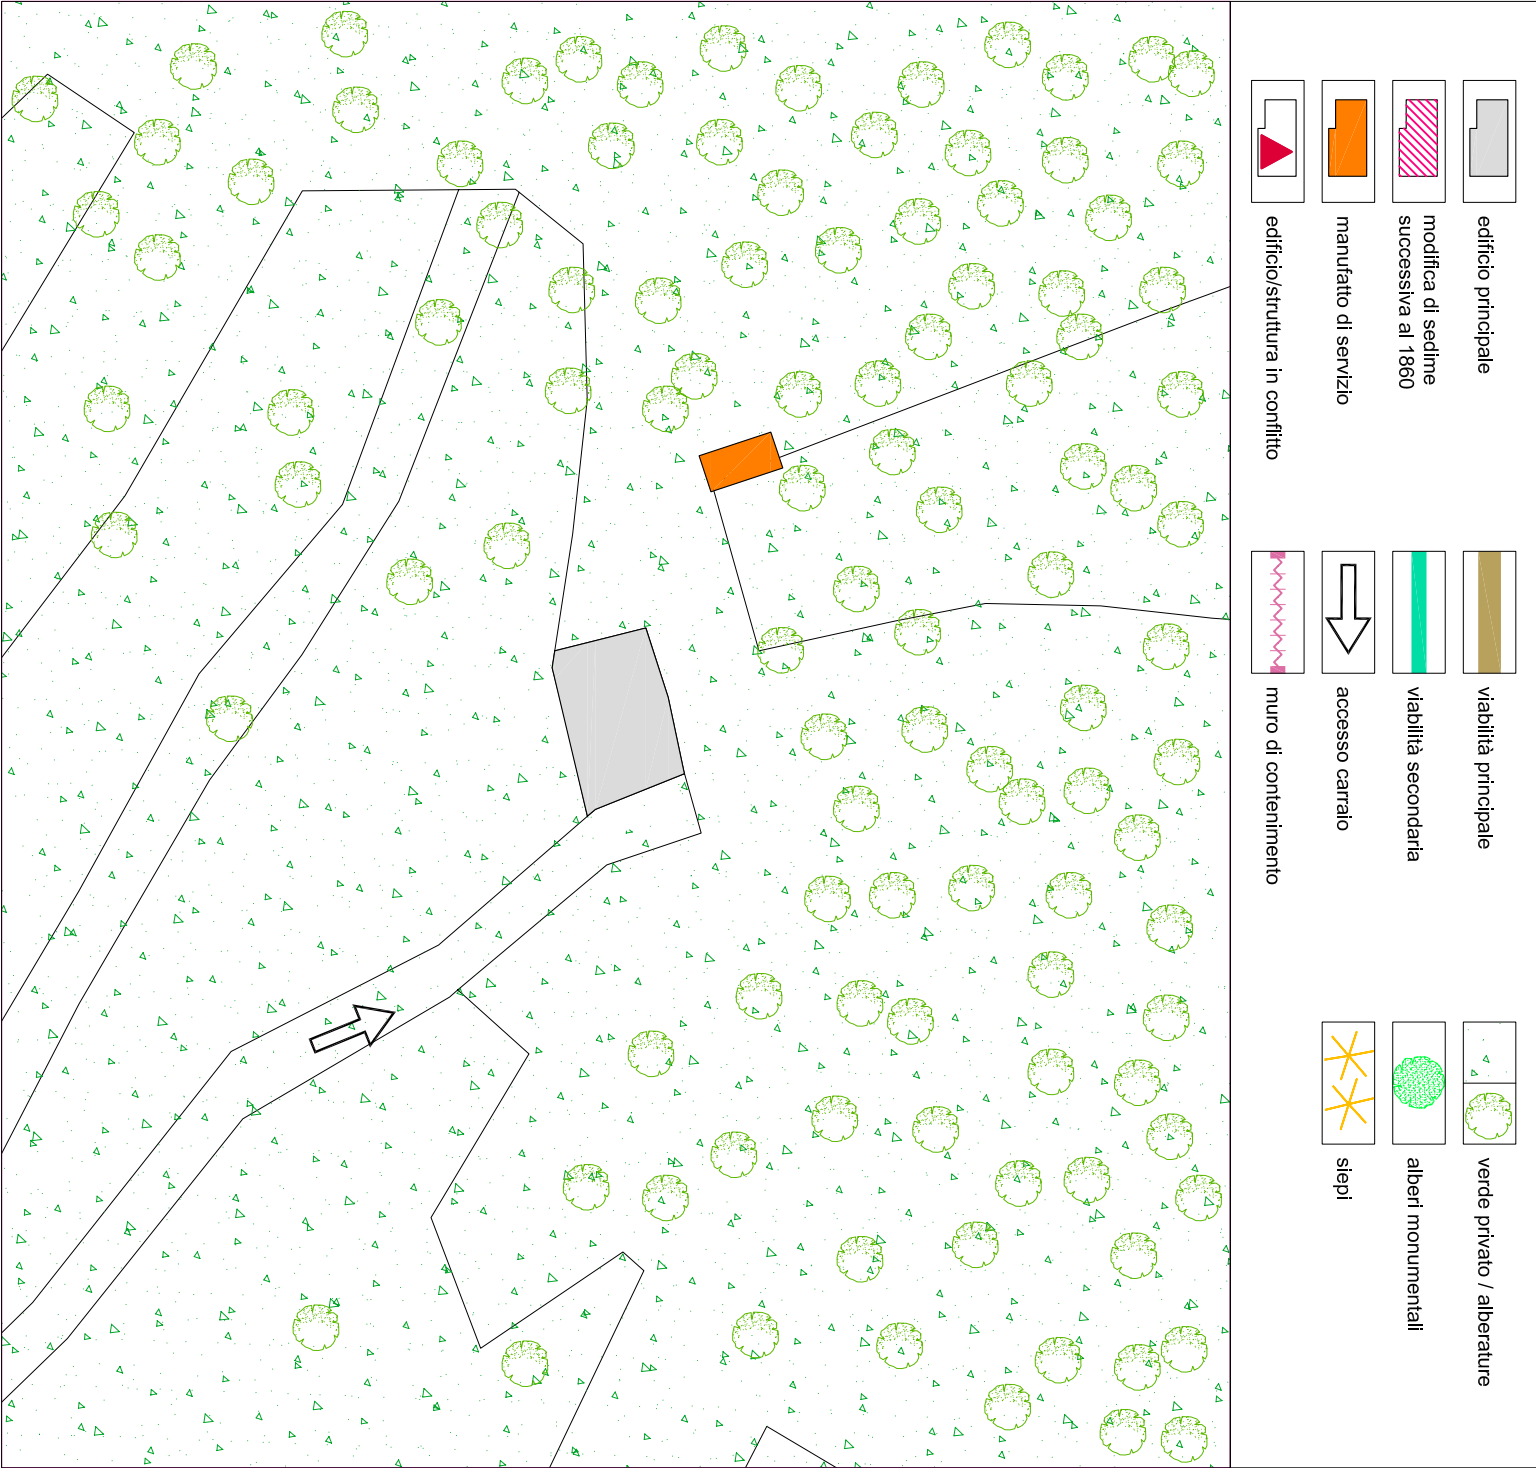 edificio principale
modifica di sedime
successiva al 1860
manufatto di servizio
edificio/struttura in conflitto
viabilità principale
viabilità secondaria
accesso carraio
muro di contenimento
verde privato / alberature
alberi monumentali
siepi